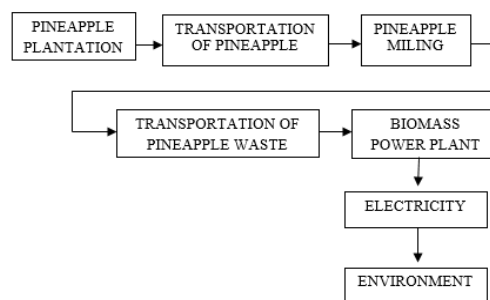 PINEAPPLE
PLANTATION
TRANSPORTATION
OF PINEAPPLE
PINEAPPLE
MILING
TRANSPORTATION OF
PINEAPPLE WASTE
BIOMASS
POWER PLANT
ELECTRICITY
ENVIRONMENT